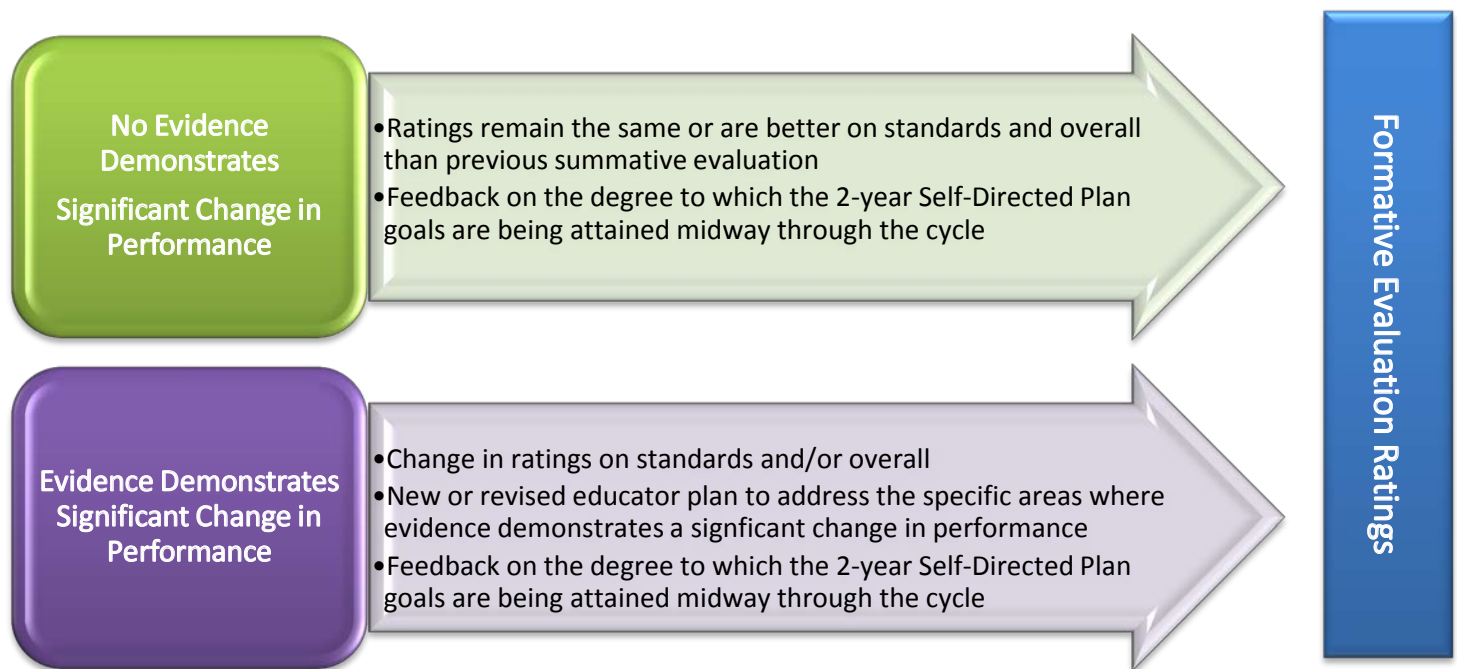 No Evidence
Demonstrates
Significant Change in
Performance
•Ratings remain the same or are better on standards and overall
than previous summative evaluation
•Feedback on the degree to which the 2-year Self-Directed Plan
goals are being attained midway through the cycle
Evidence Demonstrates
Significant Change in
Performance
•Change in ratings on standards and/or overall
•New or revised educator plan to address the specific areas where
evidence demonstrates a signficant change in performance
•Feedback on the degree to which the 2-year Self-Directed Plan
goals are being attained midway through the cycle
Formative Evaluation Ratings